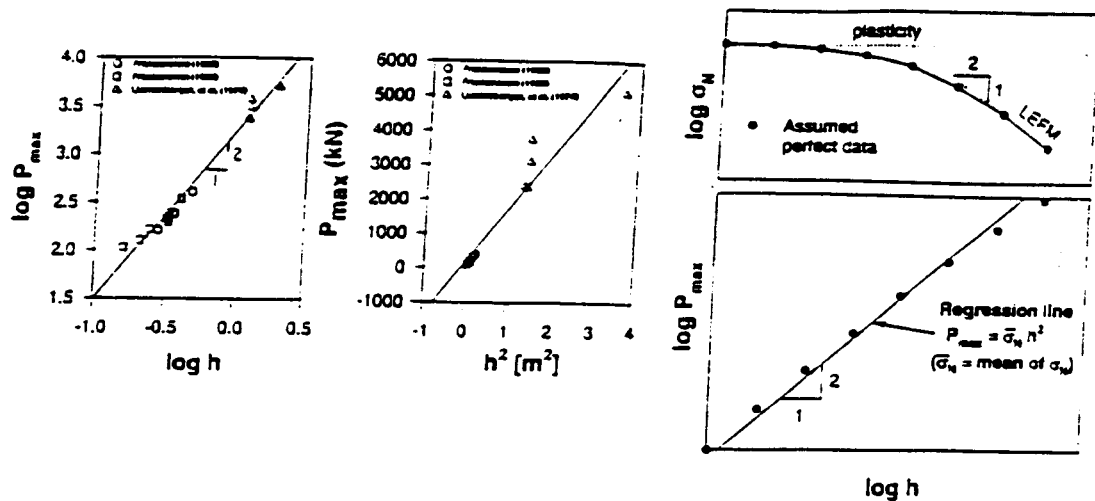 4.0
3.5
3.0
2.5
2.0
1.5
-1.0
-0.5
0.0
0.5
log P_max
log h
2
1
6000
5000
4000
3000
2000
1000
0
-1000
0
1
2
3
4
P_max (kN)
h² [m²]
plasticity
2
1
LEFM
log σ_N
Assumed
perfect data
log P_max
Regression line
P_max = σ̄_N h²
(σ̄_N = mean of σ_N)
2
1
log h